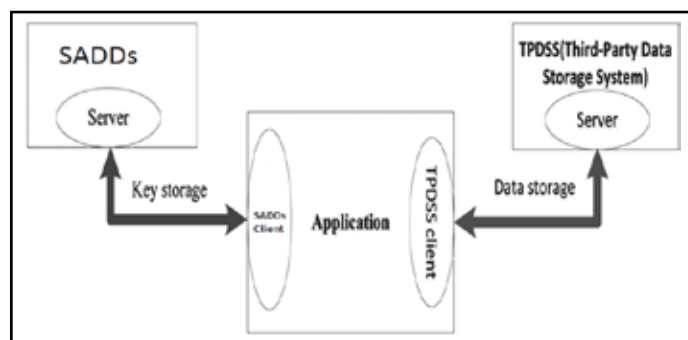 SADDs
Server
Key storage
TPDSS(Third-Party Data
Storage System)
Server
Data storage
SADDs
Client
Application
TPDSS client